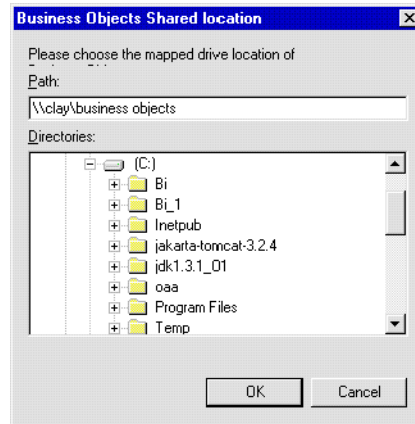 Business Objects Shared location
Please choose the mapped drive location of
Path:
\\clay\business objects
Directories:
(C:)
Bi
Bi_1
Inetpub
jakarta-tomcat-3.2.4
jdk1.3.1_01
oaa
Program Files
Temp
OK Cancel